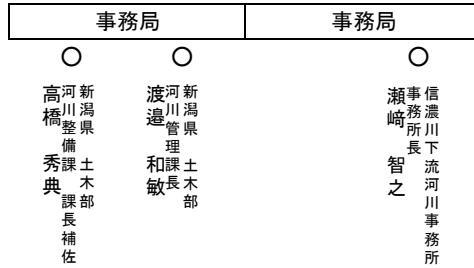 事務局
事務局
新潟県 土木部
河川整備課 課長補佐
高橋 秀典
新潟県 土木部
河川管理課長
渡邉 和敏
信濃川下流河川事務所
事務所長
瀬﨑 智之